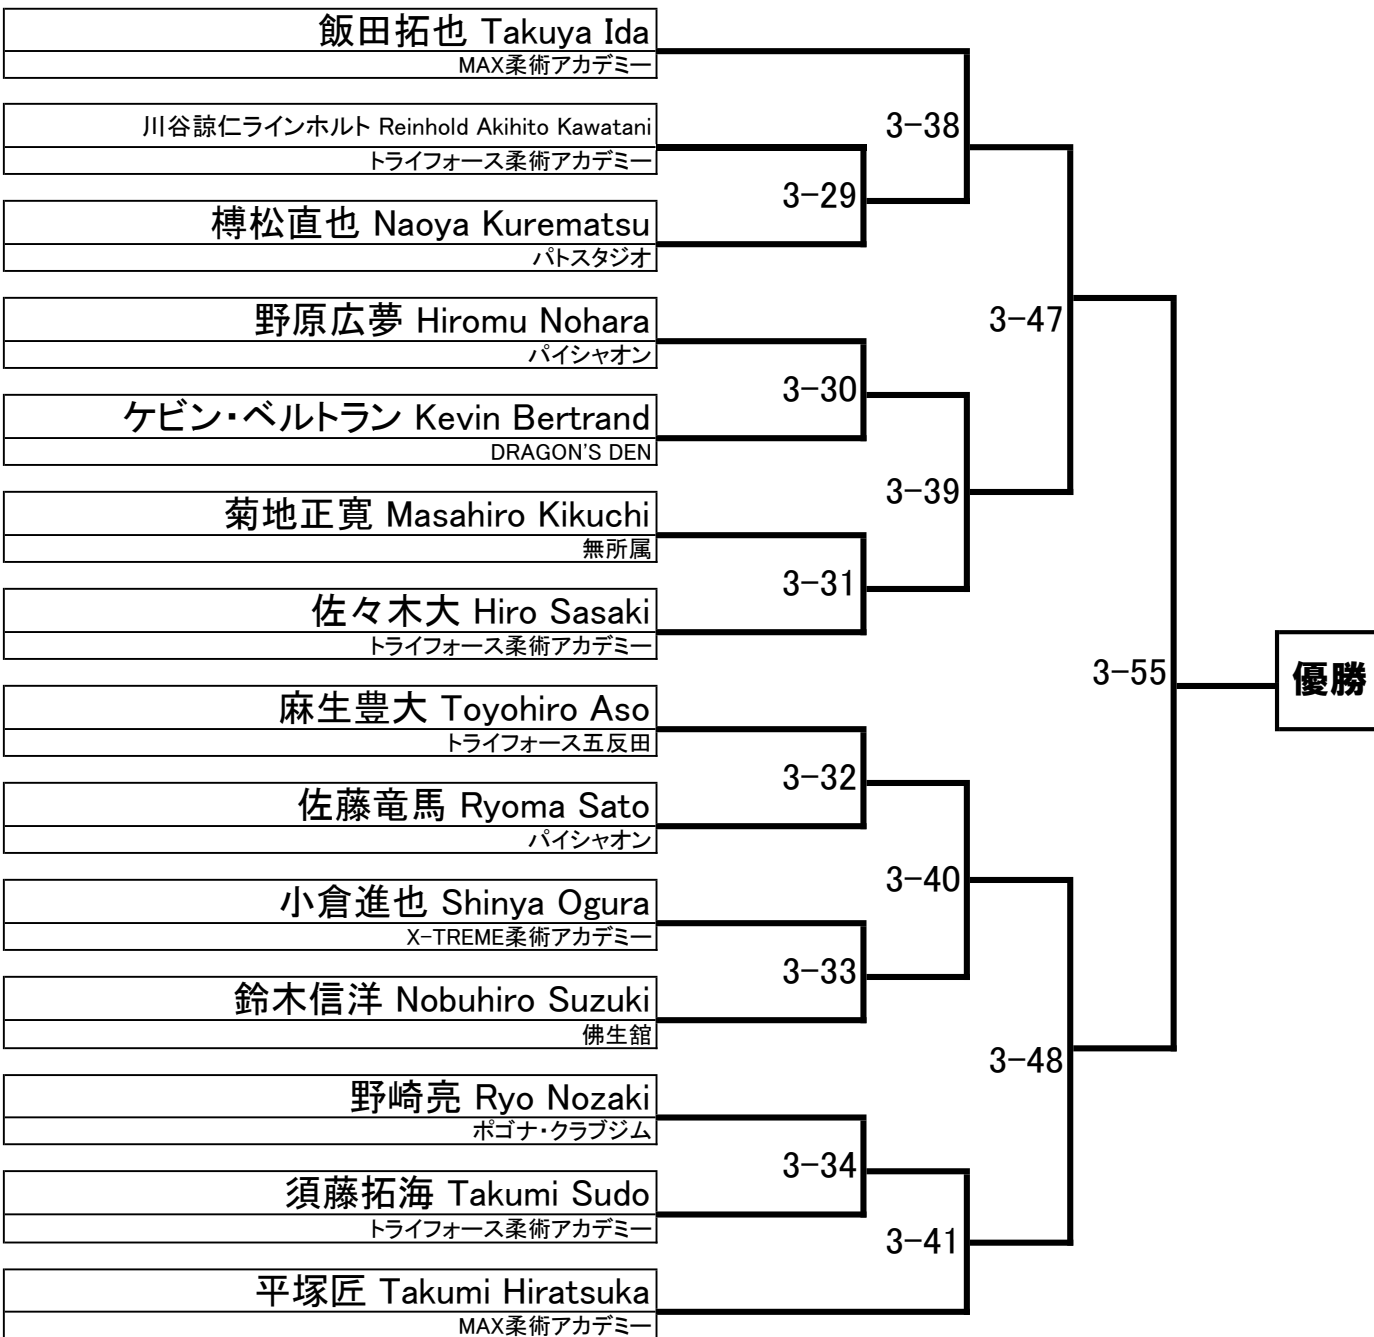 飯田拓也 Takuya Ida
MAX柔術アカデミー
川谷諒仁ラインホルト Reinhold Akihito Kawatani
トライフォース柔術アカデミー
榑松直也 Naoya Kurematsu
パトスタジオ
野原広夢 Hiromu Nohara
パイシャオン
ケビン・ベルトラン Kevin Bertrand
DRAGON'S DEN
菊地正寛 Masahiro Kikuchi
無所属
佐々木大 Hiro Sasaki
トライフォース柔術アカデミー
麻生豊大 Toyohiro Aso
トライフォース五反田
佐藤竜馬 Ryoma Sato
パイシャオン
小倉進也 Shinya Ogura
X-TREME柔術アカデミー
鈴木信洋 Nobuhiro Suzuki
佛生舘
野崎亮 Ryo Nozaki
ポゴナ・クラブジム
須藤拓海 Takumi Sudo
トライフォース柔術アカデミー
平塚匠 Takumi Hiratsuka
MAX柔術アカデミー
3-29
3-30
3-31
3-32
3-33
3-34
3-38
3-39
3-40
3-41
3-47
3-48
3-55
優勝